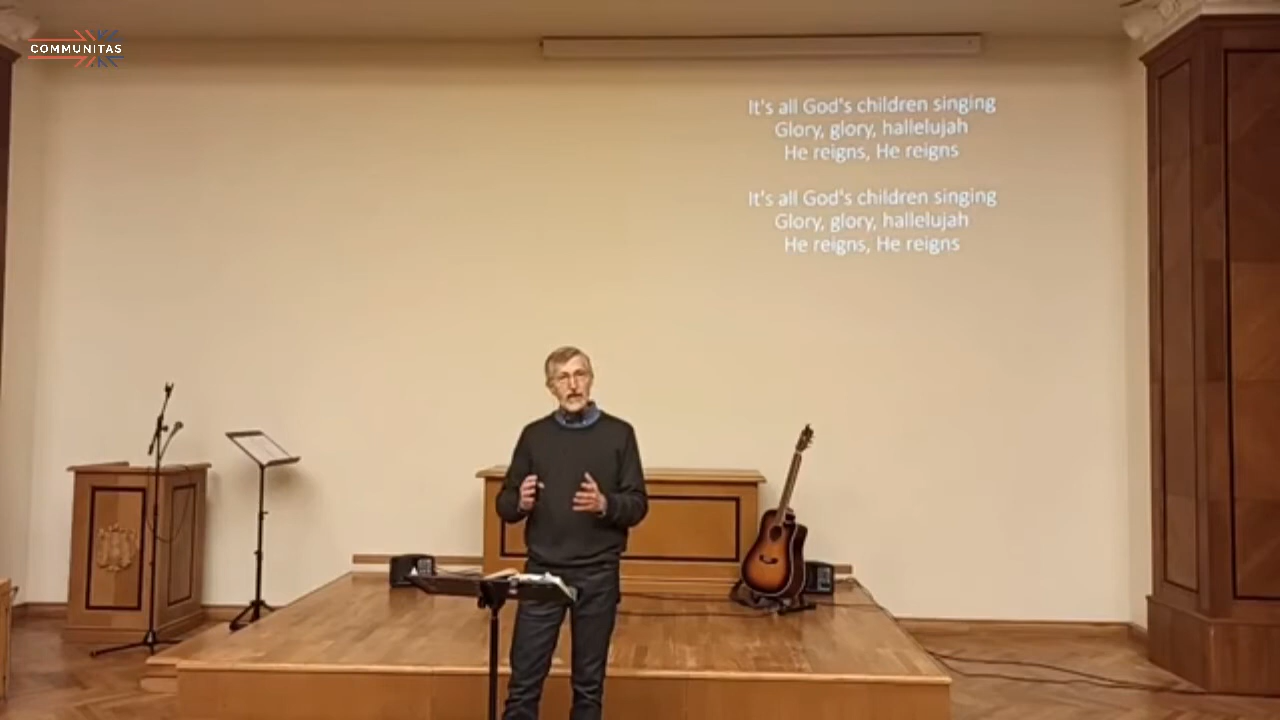 COMMUNITAS
It's all God's children singing
Glory, glory, hallelujah
He reigns, He reigns
It's all God's children singing
Glory, glory, hallelujah
He reigns, He reigns